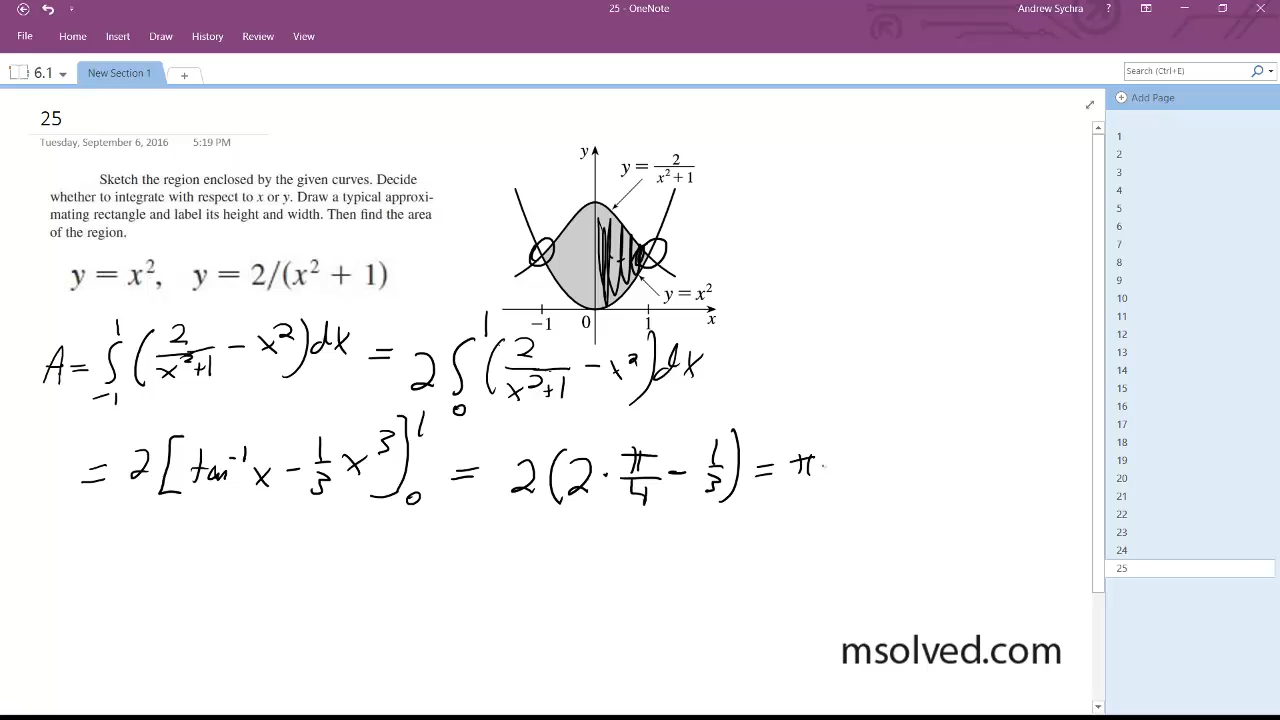 25 - OneNote
Andrew Sychra
?
File Home Insert Draw History Review View
6.1 New Section 1 +
Search (Ctrl+E)
Add Page
25
Tuesday, September 6, 2016 5:19 PM
Sketch the region enclosed by the given curves. Decide
whether to integrate with respect to x or y. Draw a typical approxi-
mating rectangle and label its height and width. Then find the area
of the region.
y = x², y = 2/(x² + 1)
y
y = 2/(x² + 1)
y = x²
-1 0 1 x
A = ∫₋₁¹ (2/(x²+1) - x²) dx = 2 ∫₀¹ (2/(x²+1) - x²) dx
= 2 [tan⁻¹ x - 1/3 x³]₀¹ = 2 (2 · π/4 - 1/3) = π
msolved.com
1
2
3
4
5
6
7
8
9
10
11
12
13
14
15
16
17
18
19
20
21
22
23
24
25